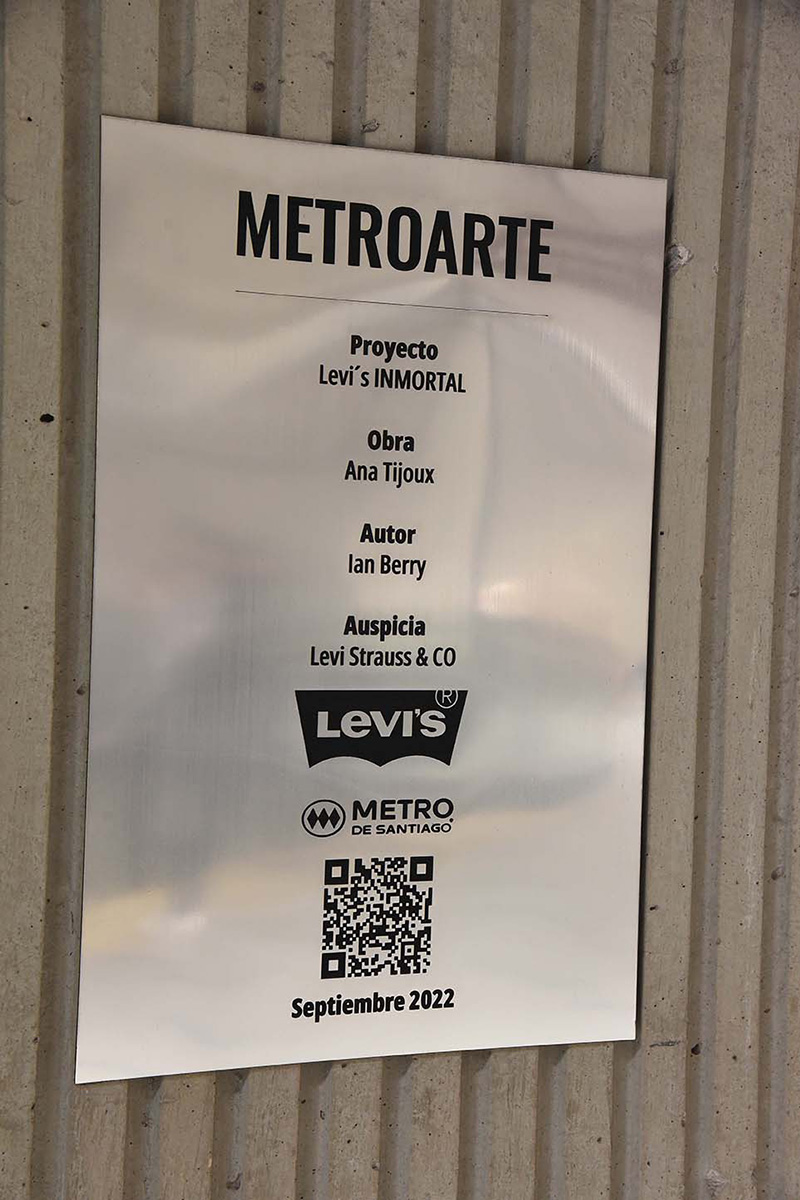 METROARTE
Proyecto
Levi´s INMORTAL
Obra
Ana Tijoux
Autor
Ian Berry
Auspicia
Levi Strauss & CO
LEVI'S ®
METRO
DE SANTIAGO
Septiembre 2022